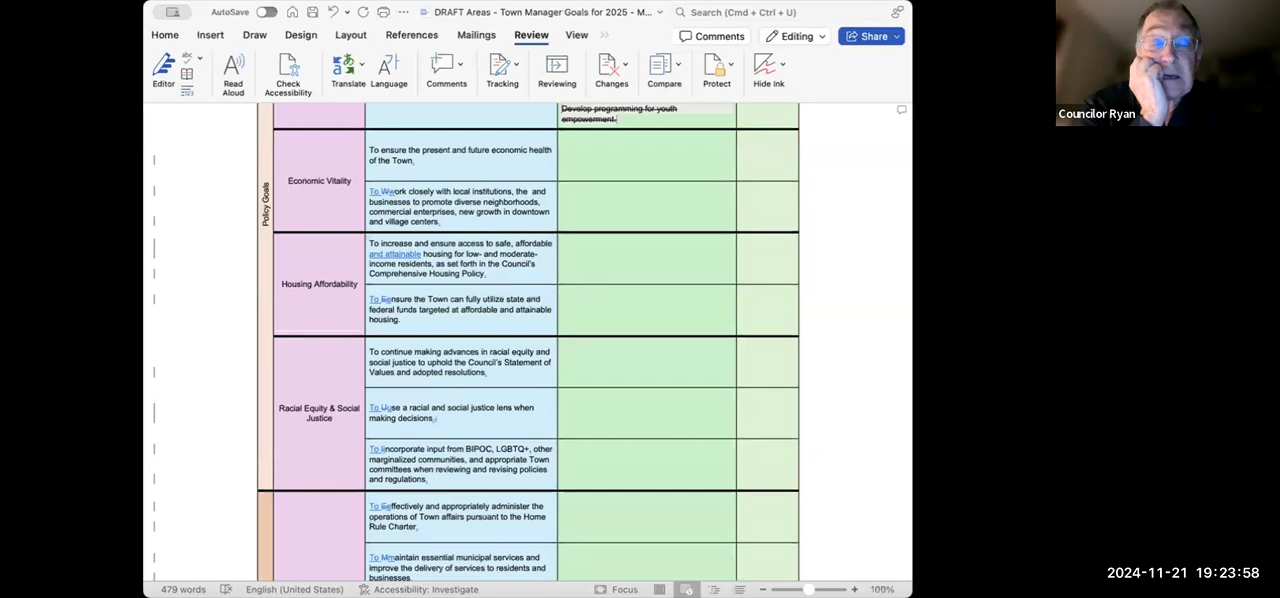 AutoSave
DRAFT Areas - Town Manager Goals for 2025 - M...
Search (Cmd + Ctrl + U)
Home Insert Draw Design Layout References Mailings Review View
Comments Editing Share
Editor
Read Aloud
Check Accessibility
Translate
Language
Comments
Tracking
Reviewing
Changes
Compare
Protect
Hide Ink
Councilor Ryan
Develop programming for youth
empowerment.
Policy Goals
Economic Vitality
To ensure the present and future economic health
of the Town.
To Wwork closely with local institutions, the and
businesses to promote diverse neighborhoods,
commercial enterprises, new growth in downtown
and village centers.
Housing Affordability
To increase and ensure access to safe, affordable
and attainable housing for low- and moderate-
income residents, as set forth in the Council's
Comprehensive Housing Policy.
To Eensure the Town can fully utilize state and
federal funds targeted at affordable and attainable
housing.
Racial Equity & Social
Justice
To continue making advances in racial equity and
social justice to uphold the Council's Statement of
Values and adopted resolutions.
To Uuse a racial and social justice lens when
making decisions.
To Iincorporate input from BIPOC, LGBTQ+, other
marginalized communities, and appropriate Town
committees when reviewing and revising policies
and regulations.
To Eeffectively and appropriately administer the
operations of Town affairs pursuant to the Home
Rule Charter.
To Mmaintain essential municipal services and
improve the delivery of services to residents and
businesses.
479 words
English (United States)
Accessibility: Investigate
Focus
100%
2024-11-21 19:23:58